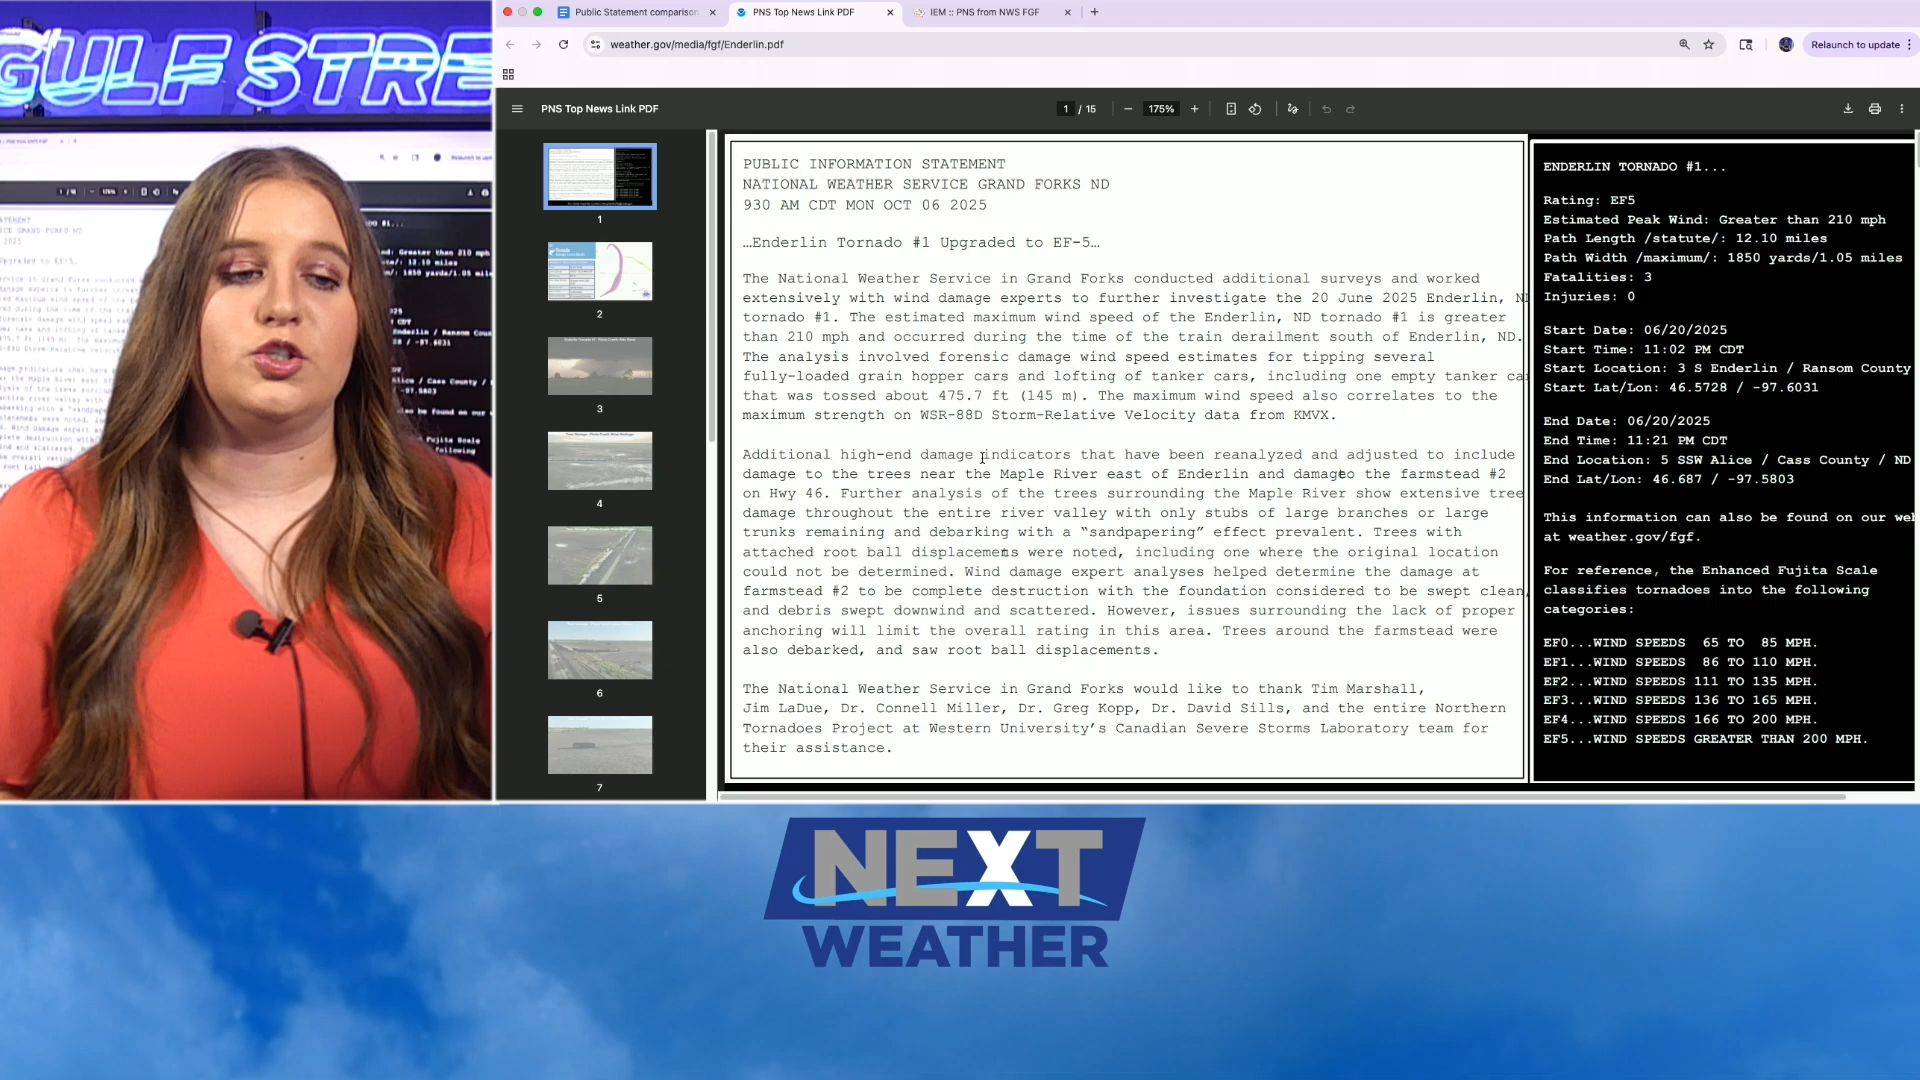 GULF STRE
Public Statement comparison
PNS Top News Link PDF
IEM :: PNS from NWS FGF
weather.gov/media/fgf/Enderlin.pdf
Relaunch to update
PNS Top News Link PDF
1 / 15
175%
1
2
3
4
5
6
7
PUBLIC INFORMATION STATEMENT
NATIONAL WEATHER SERVICE GRAND FORKS ND
930 AM CDT MON OCT 06 2025
…Enderlin Tornado #1 Upgraded to EF-5…
The National Weather Service in Grand Forks conducted additional surveys and worked
extensively with wind damage experts to further investigate the 20 June 2025 Enderlin, N
tornado #1. The estimated maximum wind speed of the Enderlin, ND tornado #1 is greater
than 210 mph and occurred during the time of the train derailment south of Enderlin, ND.
The analysis involved forensic damage wind speed estimates for tipping several
fully-loaded grain hopper cars and lofting of tanker cars, including one empty tanker ca
that was tossed about 475.7 ft (145 m). The maximum wind speed also correlates to the
maximum strength on WSR-88D Storm-Relative Velocity data from KMVX.
Additional high-end damage indicators that have been reanalyzed and adjusted to include
damage to the trees near the Maple River east of Enderlin and damage to the farmstead #2
on Hwy 46. Further analysis of the trees surrounding the Maple River show extensive tree
damage throughout the entire river valley with only stubs of large branches or large
trunks remaining and debarking with a “sandpapering” effect prevalent. Trees with
attached root ball displacements were noted, including one where the original location
could not be determined. Wind damage expert analyses helped determine the damage at
farmstead #2 to be complete destruction with the foundation considered to be swept clean,
and debris swept downwind and scattered. However, issues surrounding the lack of proper
anchoring will limit the overall rating in this area. Trees around the farmstead were
also debarked, and saw root ball displacements.
The National Weather Service in Grand Forks would like to thank Tim Marshall,
Jim LaDue, Dr. Connell Miller, Dr. Greg Kopp, Dr. David Sills, and the entire Northern
Tornadoes Project at Western University’s Canadian Severe Storms Laboratory team for
their assistance.
ENDERLIN TORNADO #1...
Rating: EF5
Estimated Peak Wind: Greater than 210 mph
Path Length /statute/: 12.10 miles
Path Width /maximum/: 1850 yards/1.05 miles
Fatalities: 3
Injuries: 0
Start Date: 06/20/2025
Start Time: 11:02 PM CDT
Start Location: 3 S Enderlin / Ransom County
Start Lat/Lon: 46.5728 / -97.6031
End Date: 06/20/2025
End Time: 11:21 PM CDT
End Location: 5 SSW Alice / Cass County / ND
End Lat/Lon: 46.687 / -97.5803
This information can also be found on our we
at weather.gov/fgf.
For reference, the Enhanced Fujita Scale
classifies tornadoes into the following
categories:
EF0...WIND SPEEDS 65 TO 85 MPH.
EF1...WIND SPEEDS 86 TO 110 MPH.
EF2...WIND SPEEDS 111 TO 135 MPH.
EF3...WIND SPEEDS 136 TO 165 MPH.
EF4...WIND SPEEDS 166 TO 200 MPH.
EF5...WIND SPEEDS GREATER THAN 200 MPH.
NEXT
WEATHER